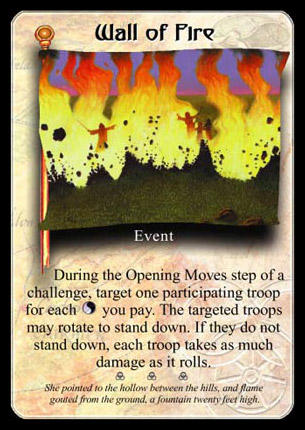 Wall of Fire
Event
During the Opening Moves step of a
challenge, target one participating troop
for each you pay. The targeted troops
may rotate to stand down. If they do not
stand down, each troop takes as much
damage as it rolls.
She pointed to the hollow between the hills, and flame
gouted from the ground, a fountain twenty feet high.